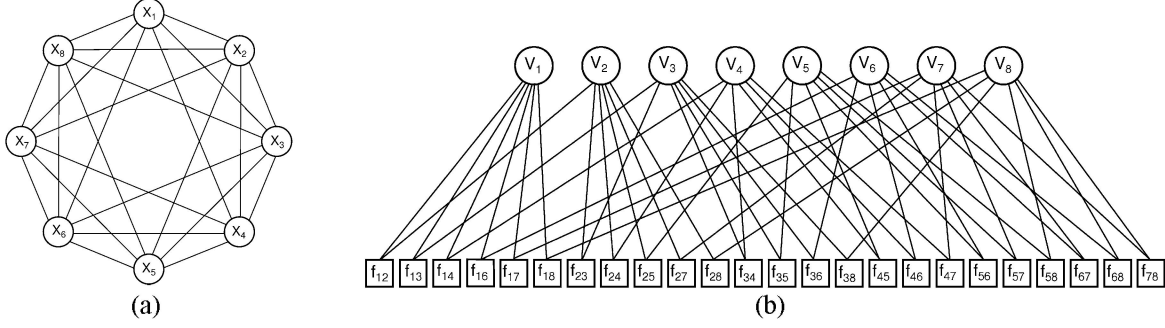 X1
X8 X2
X7 X3
X6 X4
X5
(a)
V1 V2 V3 V4 V5 V6 V7 V8
f12 f13 f14 f16 f17 f18 f23 f24 f25 f27 f28 f34 f35 f36 f38 f45 f46 f47 f56 f57 f58 f67 f68 f78
(b)